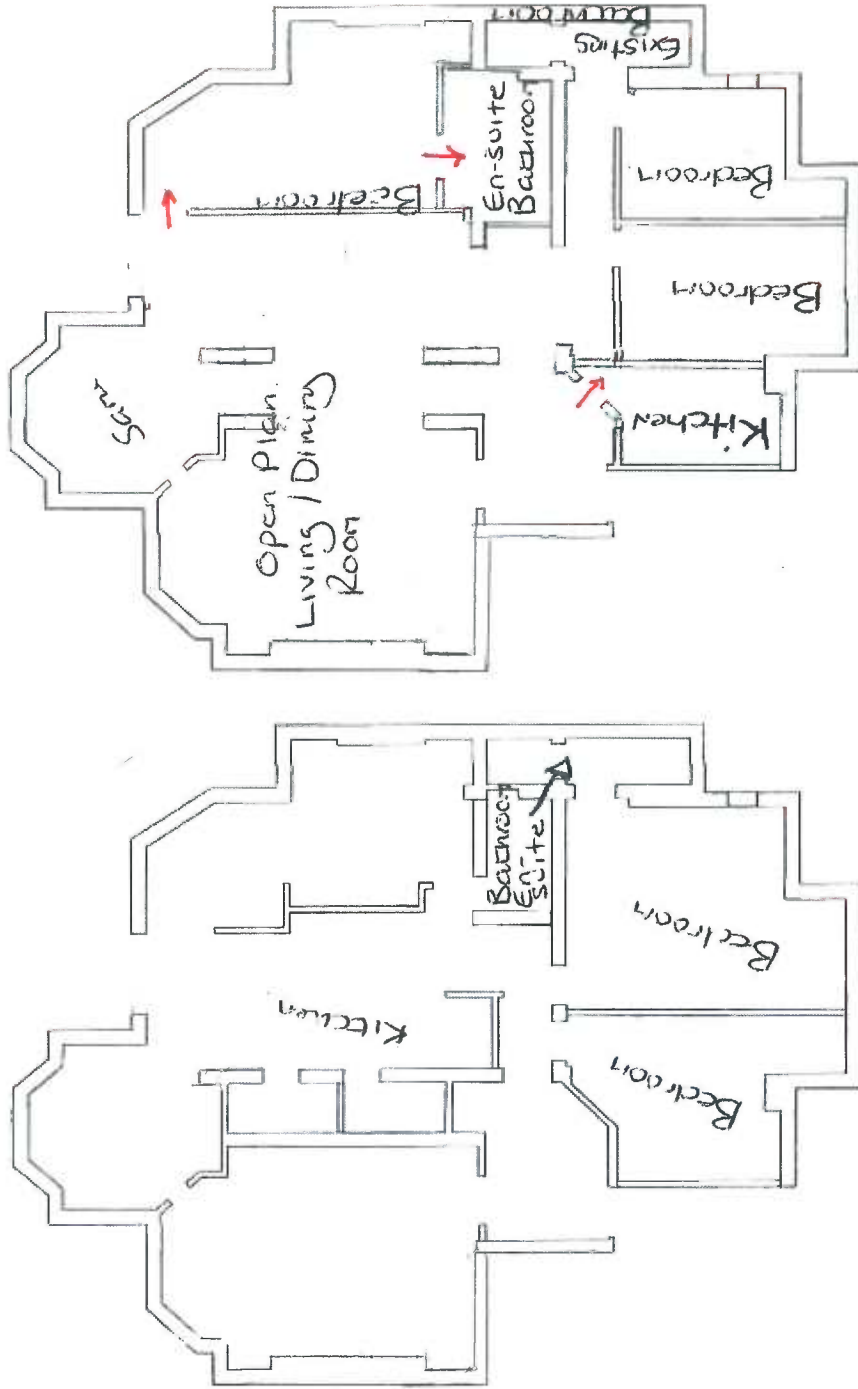 Existing
Bathroom
Bedroom
En-suite
Bathroom
Bedroom
Bedroom
Kitchen
Open Plan
Living / Dining
Room
Bathroom
En
suite
Bedroom
Bedroom
Kitchen